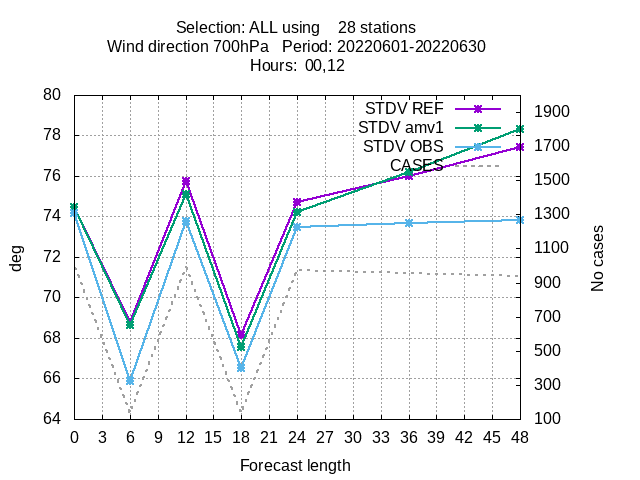 Selection: ALL using    28 stations
Wind direction 700hPa   Period: 20220601-20220630
Hours:  00,12
STDV REF
STDV amv1
STDV OBS
CASES
80
78
76
74
72
70
68
66
64
deg
1900
1700
1500
1300
1100
900
700
500
300
100
No cases
0 3 6 9 12 15 18 21 24 27 30 33 36 39 42 45 48
Forecast length